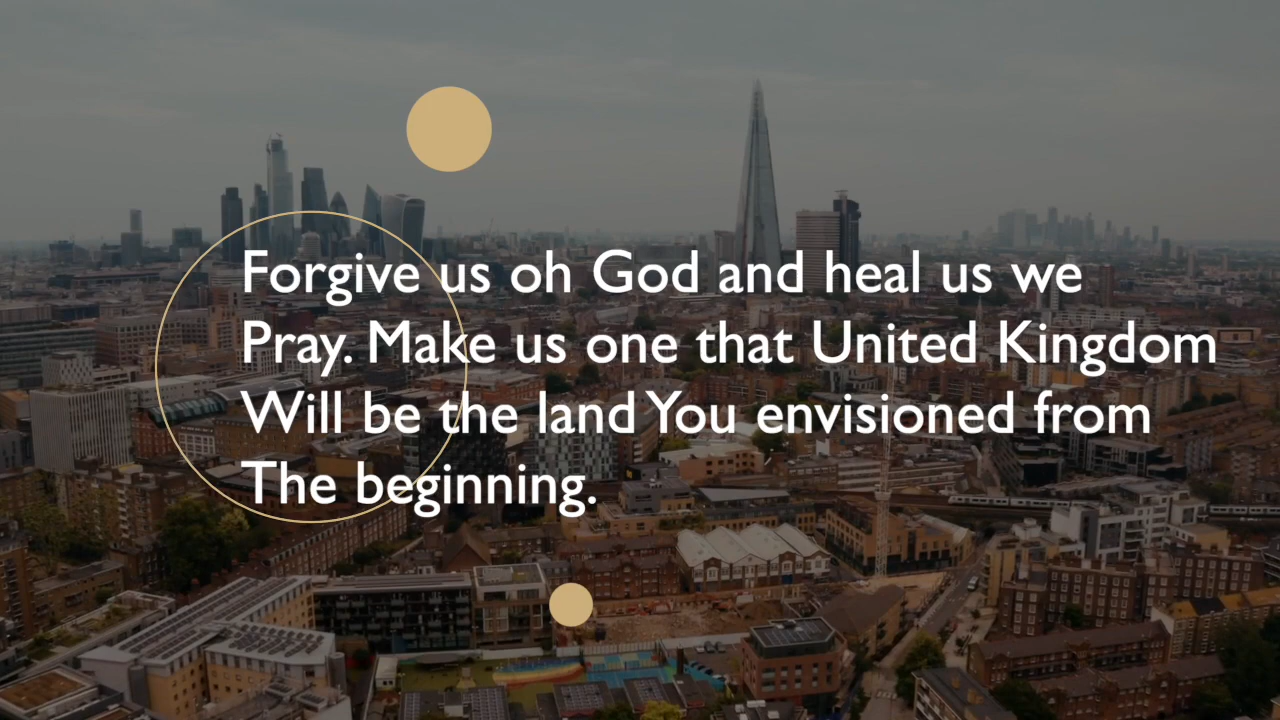 Forgive us oh God and heal us we
Pray. Make us one that United Kingdom
Will be the land You envisioned from
The beginning.